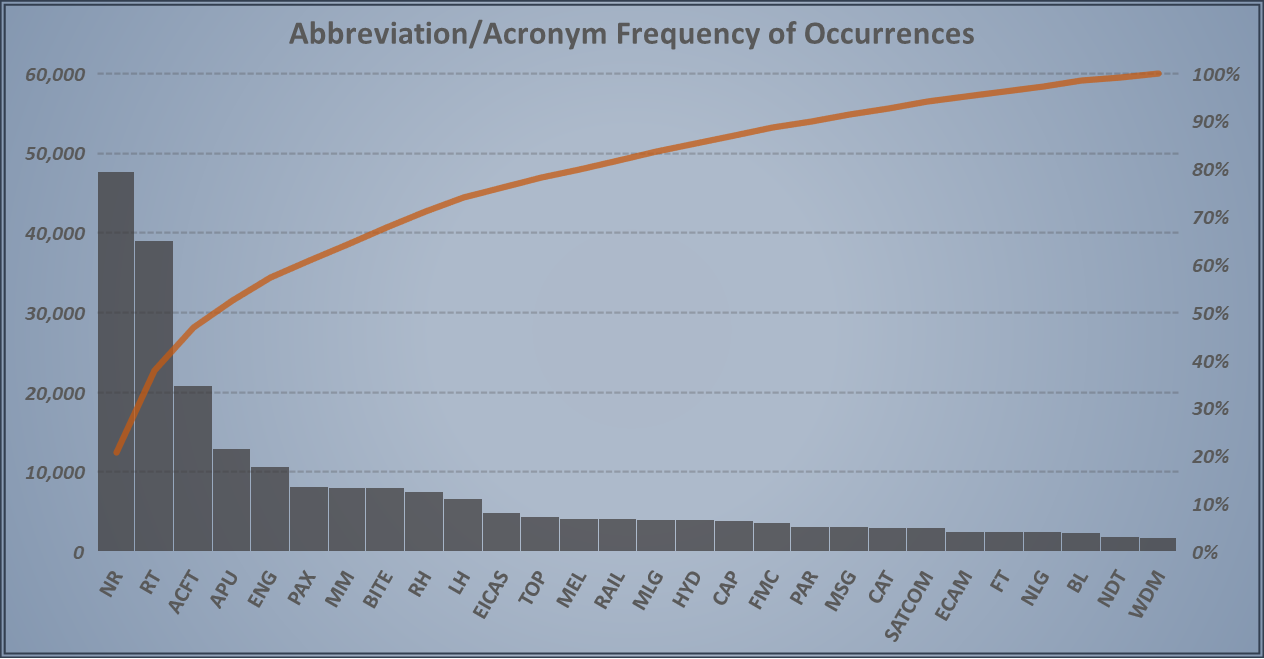 Abbreviation/Acronym Frequency of Occurrences
60,000
50,000
40,000
30,000
20,000
10,000
0
100%
90%
80%
70%
60%
50%
40%
30%
20%
10%
0%
NR
RT
ACFT
APU
ENG
PAX
MM
BITE
RH
LH
EICAS
TOP
MEL
RAIL
MLG
HYD
CAP
FMC
PAR
MSG
CAT
SATCOM
ECAM
FT
NLG
BL
NDT
WDM